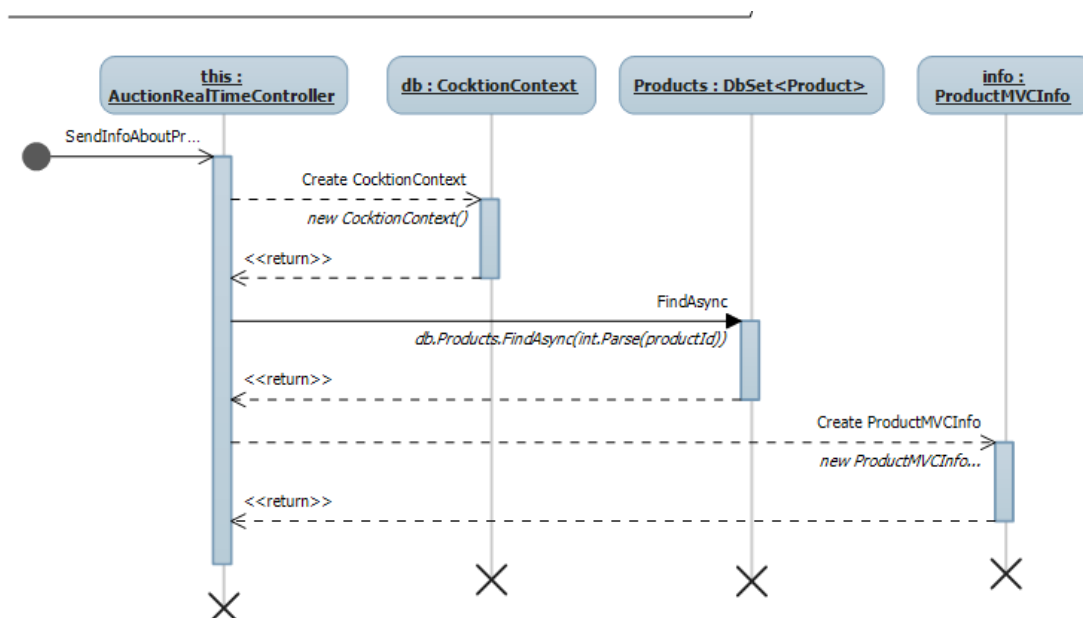 this :
AuctionRealTimeController
db : CocktionContext
Products : DbSet<Product>
info :
ProductMVCInfo
SendInfoAboutPr...
Create CocktionContext
new CocktionContext()
<<return>>
FindAsync
db.Products.FindAsync(int.Parse(productId))
<<return>>
Create ProductMVCInfo
new ProductMVCInfo...
<<return>>